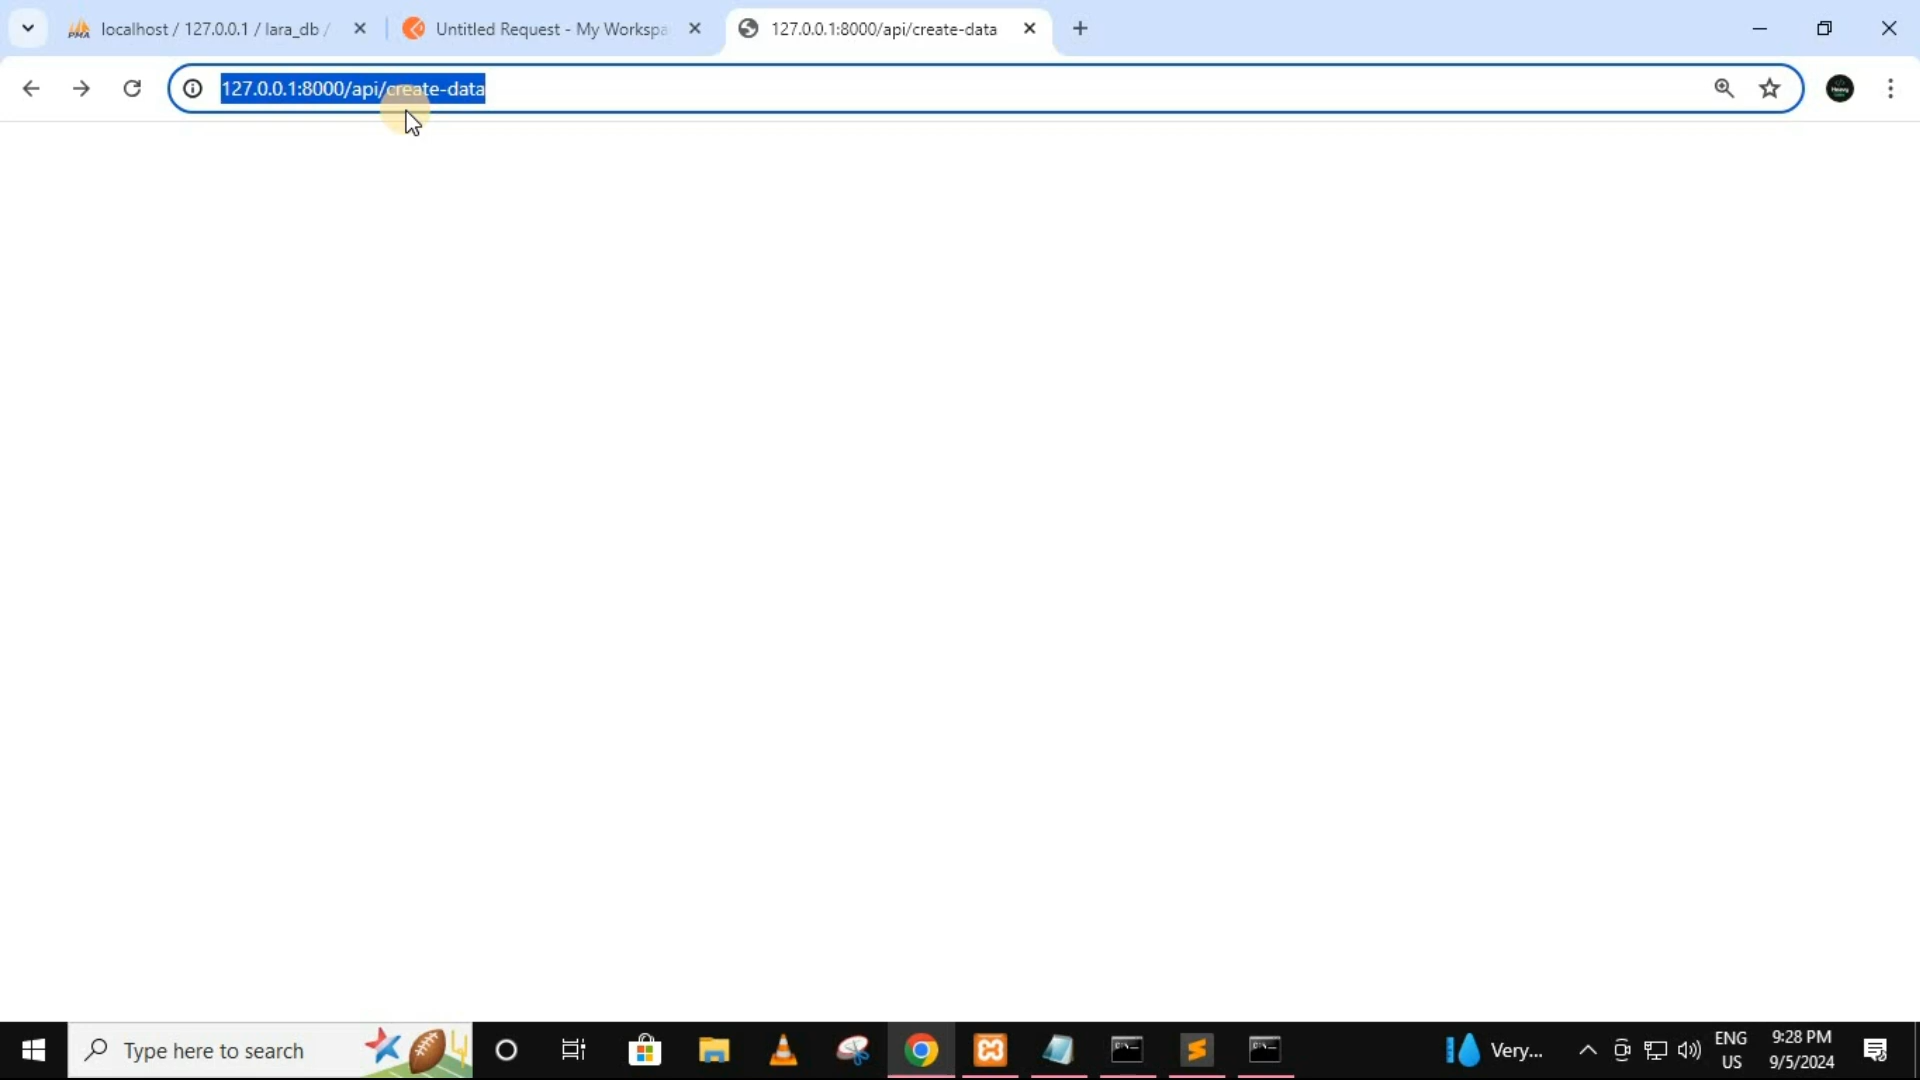 localhost / 127.0.0.1 / lara_db /
Untitled Request - My Workspa
127.0.0.1:8000/api/create-data
127.0.0.1:8000/api/create-data
Type here to search
Very...
ENG
US
9:28 PM
9/5/2024